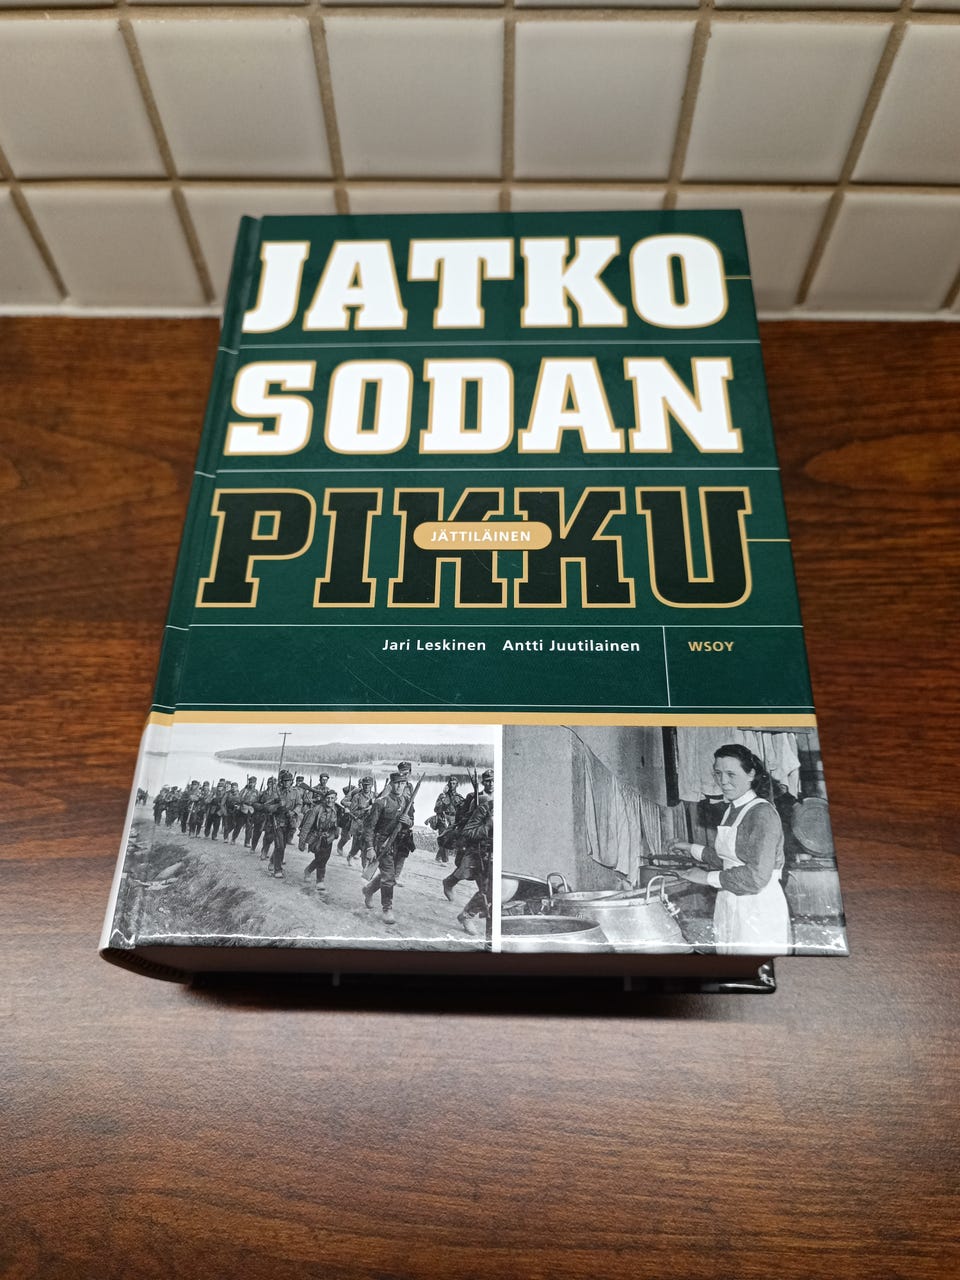 JATKO
SODAN
PIKKU
JÄTTILÄINEN
Jari Leskinen Antti Juutilainen WSOY